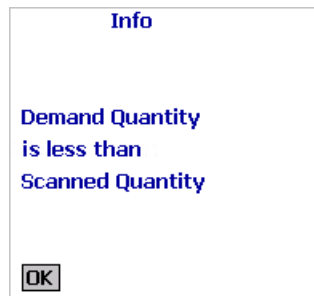 Info
Demand Quantity
is less than
Scanned Quantity
OK